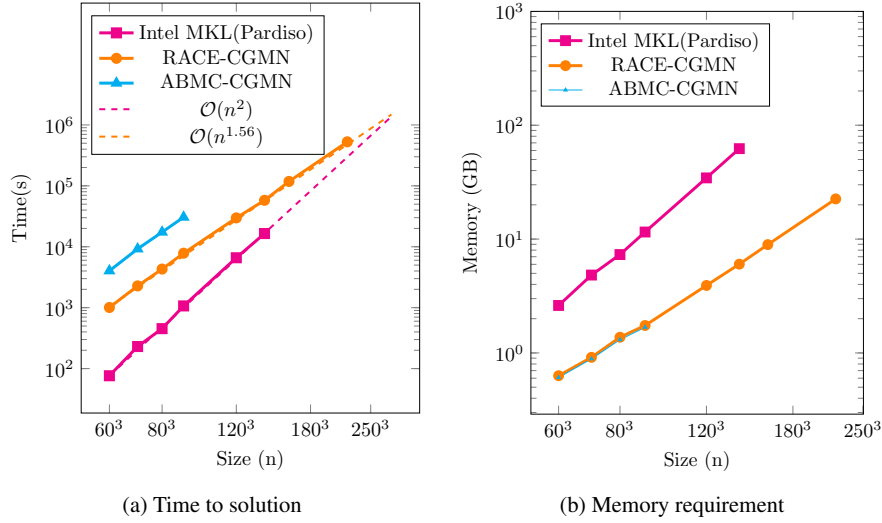 Intel MKL(Pardiso)
RACE-CGMN
ABMC-CGMN
O(n²)
O(n^1.56)
10⁶
10⁵
10⁴
10³
10²
Time(s)
60³ 80³ 120³ 180³ 250³
Size (n)
(a) Time to solution
Intel MKL(Pardiso)
RACE-CGMN
ABMC-CGMN
10³
10²
10¹
10⁰
Memory (GB)
60³ 80³ 120³ 180³ 250³
Size (n)
(b) Memory requirement